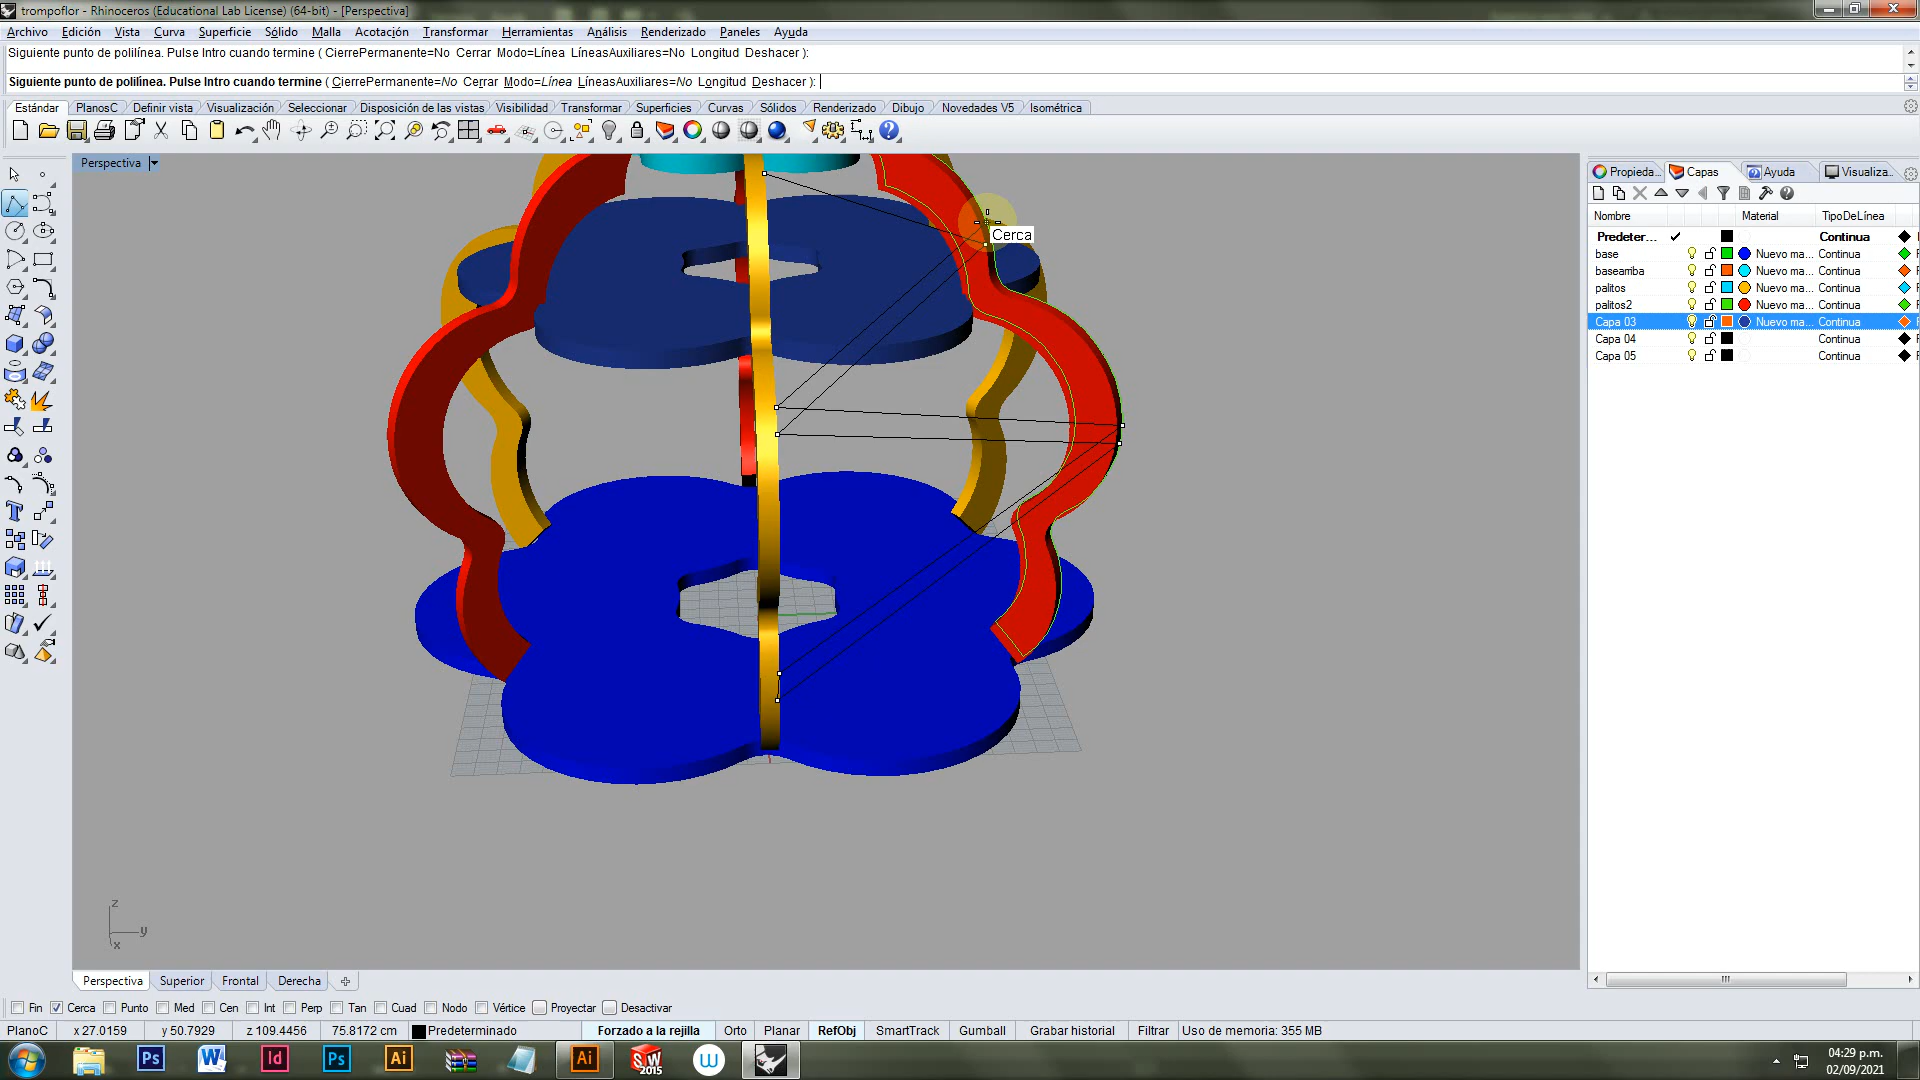 trompoflor - Rhinoceros (Educational Lab License) (64-bit) - [Perspectiva]
Archivo Edición Vista Curva Superficie Sólido Malla Acotación Transformar Herramientas Análisis Renderizado Paneles Ayuda
Siguiente punto de polilínea. Pulse Intro cuando termine ( CierrePermanente=No Cerrar Modo=Línea LíneasAuxiliares=No Longitud Deshacer ):
Siguiente punto de polilínea. Pulse Intro cuando termine ( CierrePermanente=No Cerrar Modo=Línea LíneasAuxiliares=No Longitud Deshacer ):
Estándar PlanosC Definir vista Visualización Seleccionar Disposición de las vistas Visibilidad Transformar Superficies Curvas Sólidos Malla Renderizado Dibujo Novedades V5 Isométrica
Perspectiva
Propieda... Capas Ayuda Visualiza...
Nombre Material TipoDeLínea
Predeter... Continua
base Nuevo ma... Continua
baseamba Nuevo ma... Continua
palitos Nuevo ma... Continua
palitos2 Nuevo ma... Continua
Capa 03 Nuevo ma... Continua
Capa 04 Continua
Capa 05 Continua
Cerca
z
y
x
Perspectiva Superior Frontal Derecha
Fin Cerca Punto Med Cen Int Perp Tan Cuad Nodo Vértice Proyectar Desactivar
PlanoC x 27.0159 y 50.7929 z 109.4456 75.8172 cm Predeterminado Forzado a la rejilla Orto Planar RefObj SmartTrack Gumball Grabar historial Filtrar Uso de memoria: 355 MB
Ps W Id Ps Ai Ai SW 2015 W
04:29 p.m.
02/09/2021